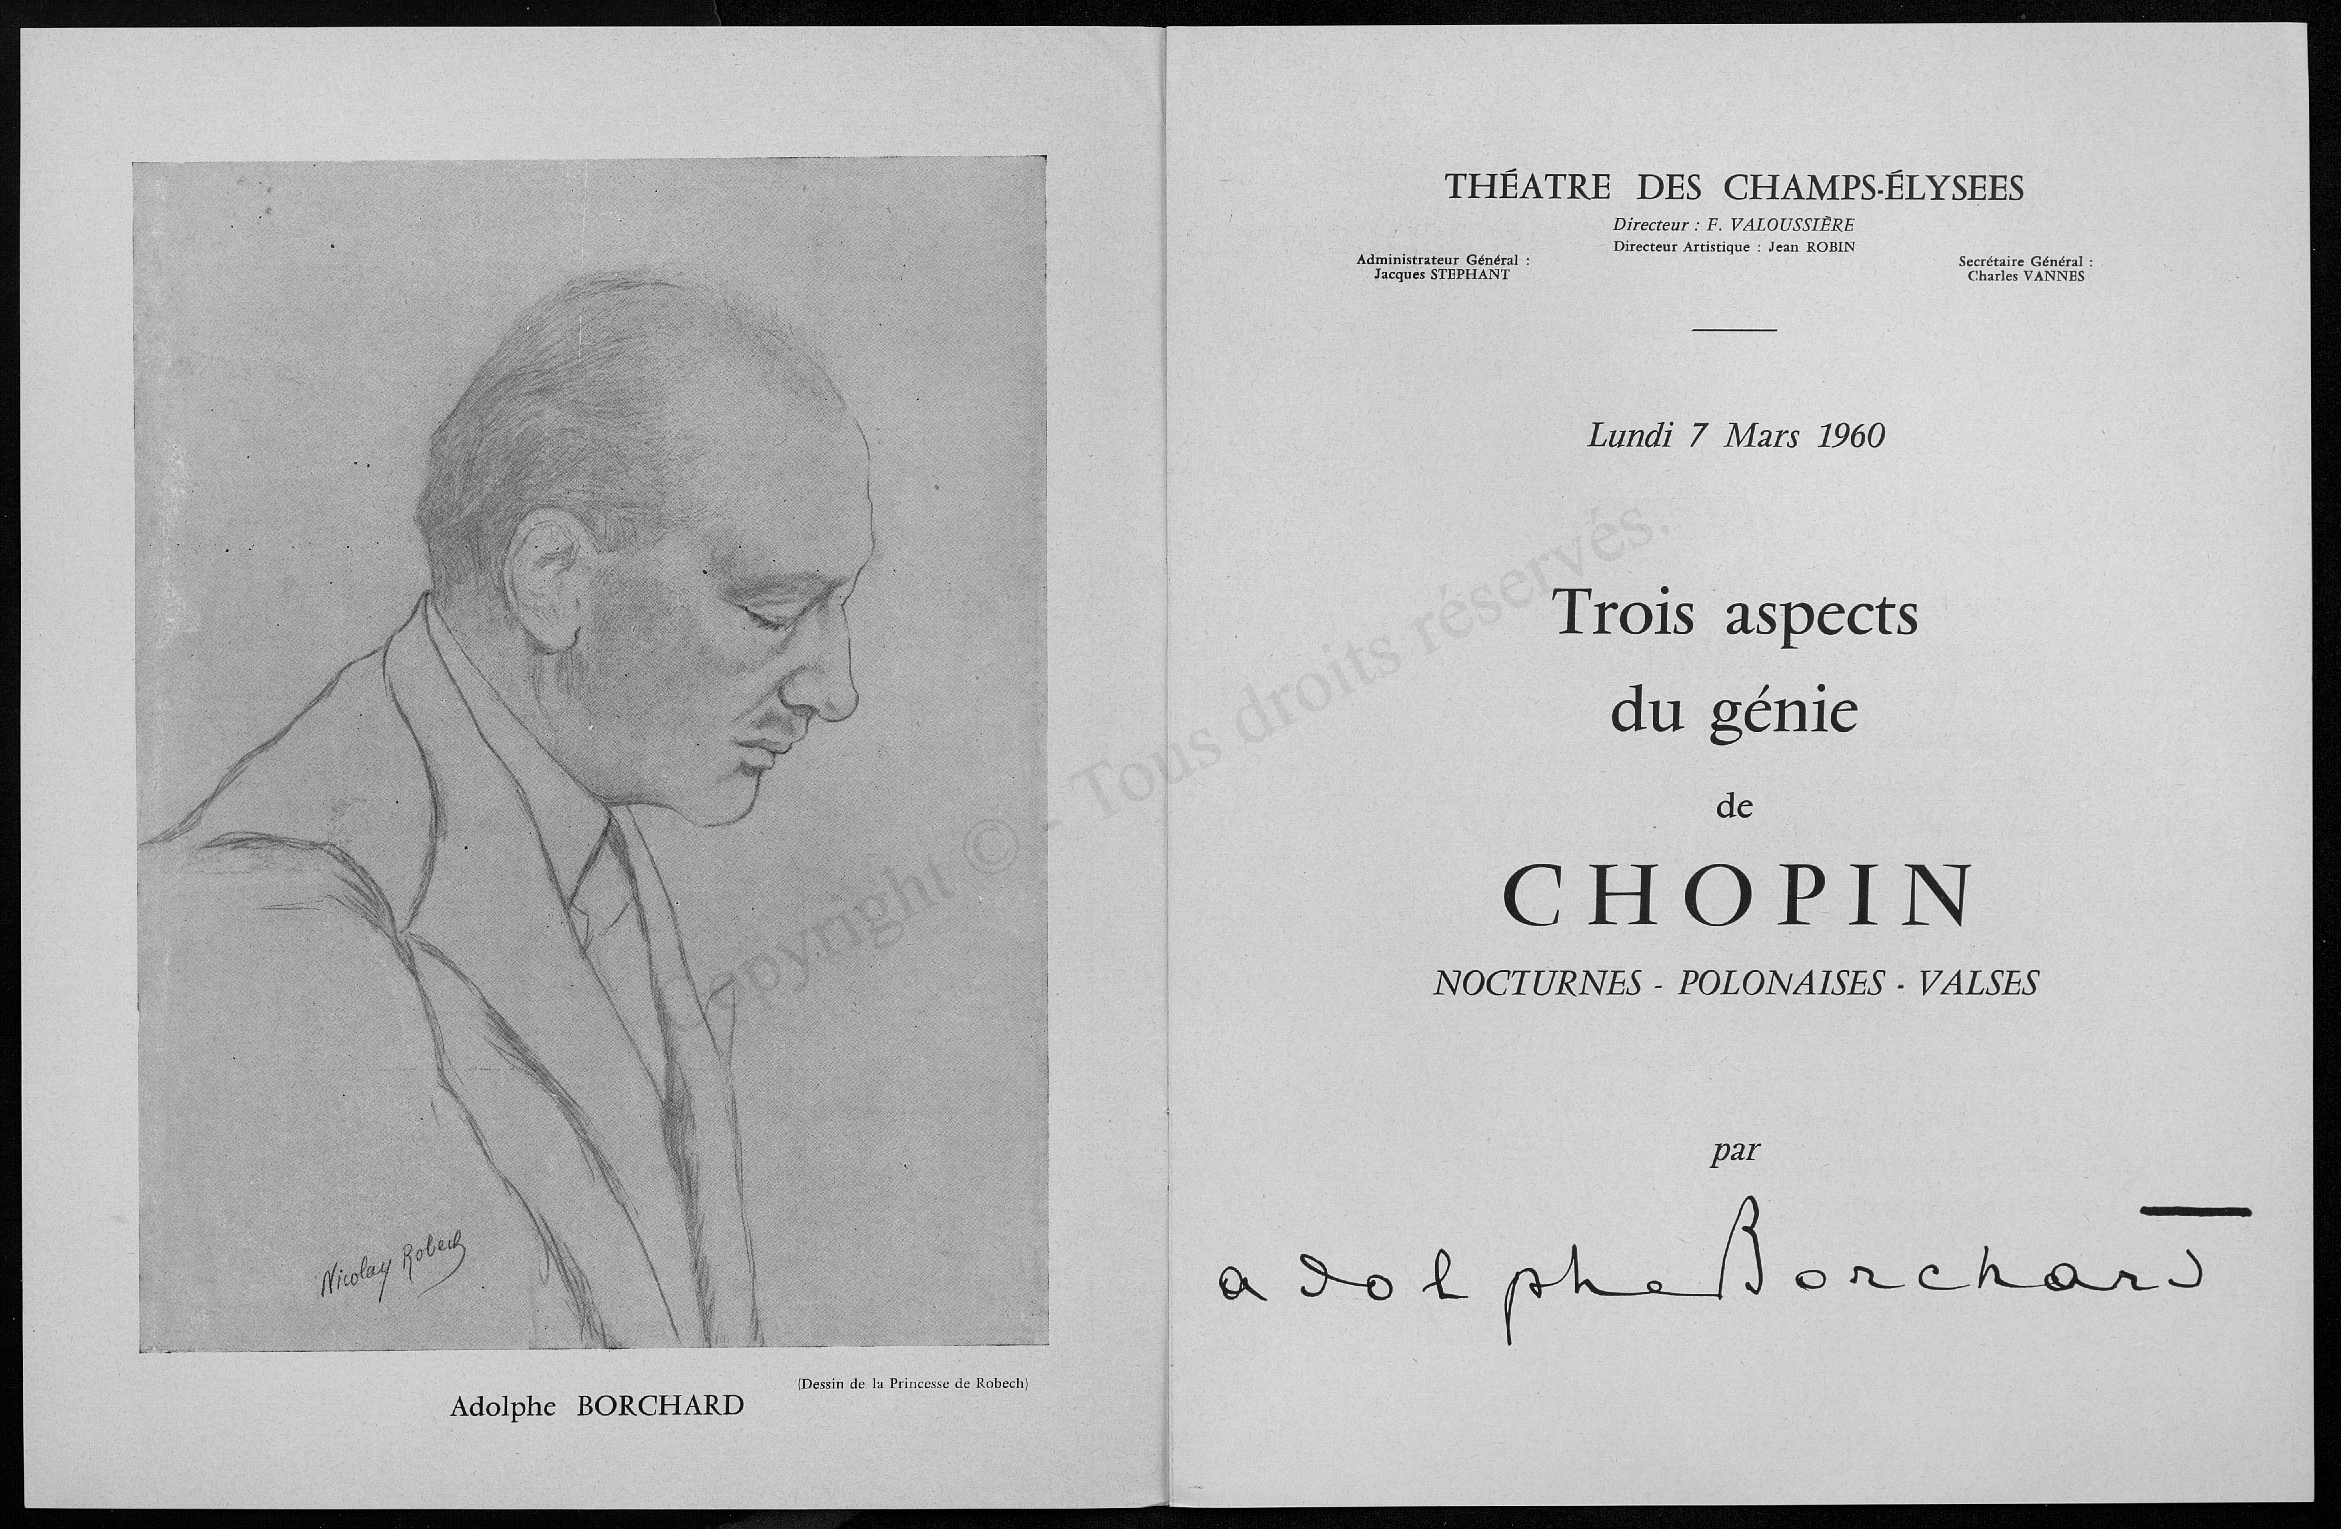 Nicolay Robech
(Dessin de la Princesse de Robech)
Adolphe BORCHARD
THÉATRE DES CHAMPS-ÉLYSEES
Directeur : F. VALOUSSIÈRE
Directeur Artistique : Jean ROBIN
Administrateur Général :
Jacques STEPHANT
Secrétaire Général :
Charles VANNES
Lundi 7 Mars 1960
Trois aspects
du génie
de
CHOPIN
NOCTURNES - POLONAISES - VALSES
par
adolphe Borchard
Copyright © - Tous droits réservés.